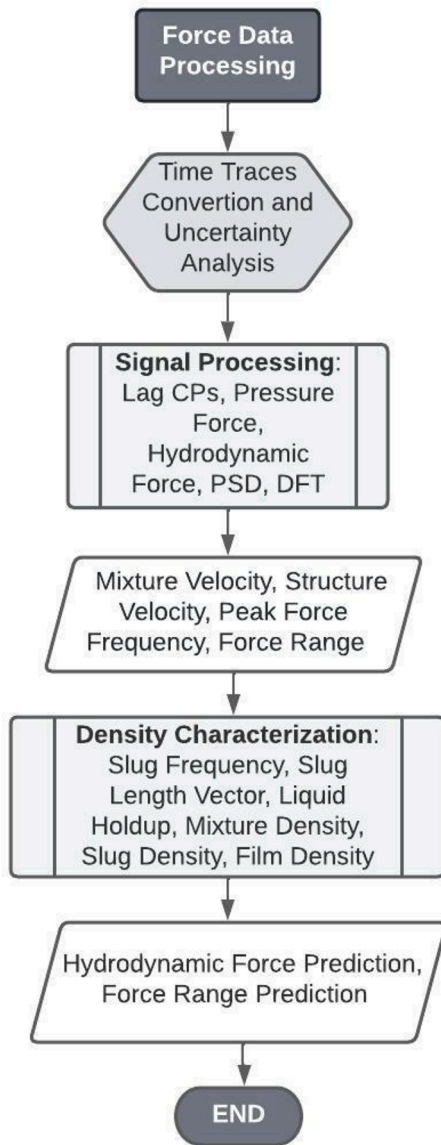 Force Data
Processing
Time Traces
Convertion and
Uncertainty
Analysis
Signal Processing:
Lag CPs, Pressure
Force,
Hydrodynamic
Force, PSD, DFT
Mixture Velocity, Structure
Velocity, Peak Force
Frequency, Force Range
Density Characterization:
Slug Frequency, Slug
Length Vector, Liquid
Holdup, Mixture Density,
Slug Density, Film Density
Hydrodynamic Force Prediction,
Force Range Prediction
END